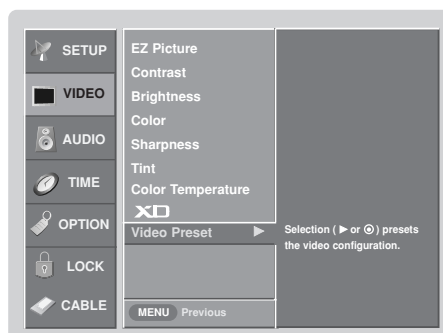 SETUP
VIDEO
AUDIO
TIME
OPTION
LOCK
CABLE
EZ Picture
Contrast
Brightness
Color
Sharpness
Tint
Color Temperature
XD
Video Preset ▶
MENU Previous
Selection ( ▶ or ⊙ ) presets
the video configuration.